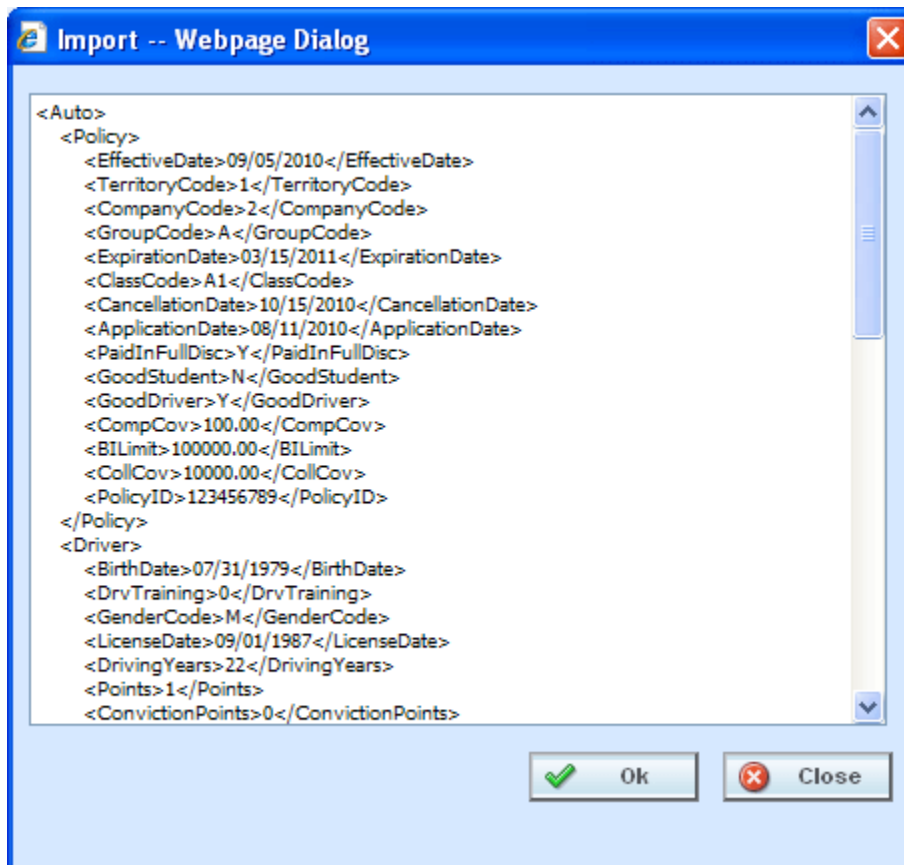 Import -- Webpage Dialog
<Auto>
<Policy>
<EffectiveDate>09/05/2010</EffectiveDate>
<TerritoryCode>1</TerritoryCode>
<CompanyCode>2</CompanyCode>
<GroupCode>A</GroupCode>
<ExpirationDate>03/15/2011</ExpirationDate>
<ClassCode>A1</ClassCode>
<CancellationDate>10/15/2010</CancellationDate>
<ApplicationDate>08/11/2010</ApplicationDate>
<PaidInFullDisc>Y</PaidInFullDisc>
<GoodStudent>N</GoodStudent>
<GoodDriver>Y</GoodDriver>
<CompCov>100.00</CompCov>
<BILimit>100000.00</BILimit>
<CollCov>10000.00</CollCov>
<PolicyID>123456789</PolicyID>
</Policy>
<Driver>
<BirthDate>07/31/1979</BirthDate>
<DrvTraining>0</DrvTraining>
<GenderCode>M</GenderCode>
<LicenseDate>09/01/1987</LicenseDate>
<DrivingYears>22</DrivingYears>
<Points>1</Points>
<ConvictionPoints>0</ConvictionPoints>
Ok
Close